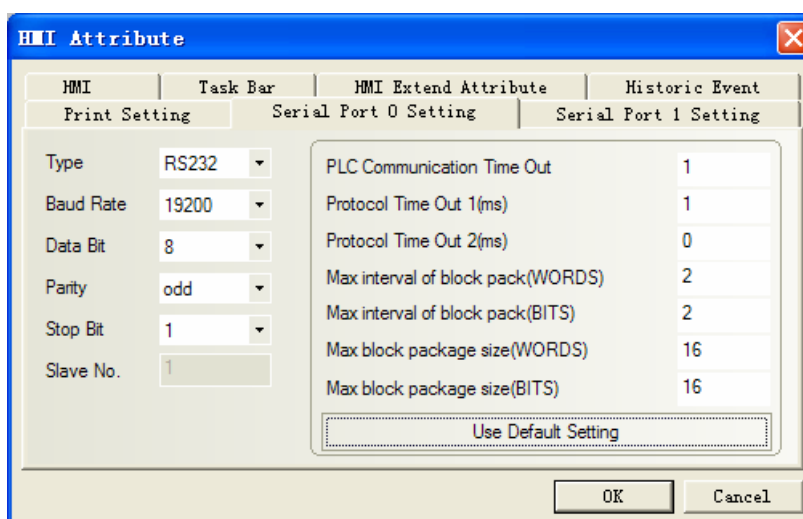 HMI Attribute
HMI Task Bar HMI Extend Attribute Historic Event
Print Setting Serial Port 0 Setting Serial Port 1 Setting
Type RS232
Baud Rate 19200
Data Bit 8
Parity odd
Stop Bit 1
Slave No. 1
PLC Communication Time Out 1
Protocol Time Out 1(ms) 1
Protocol Time Out 2(ms) 0
Max interval of block pack(WORDS) 2
Max interval of block pack(BITS) 2
Max block package size(WORDS) 16
Max block package size(BITS) 16
Use Default Setting
OK Cancel